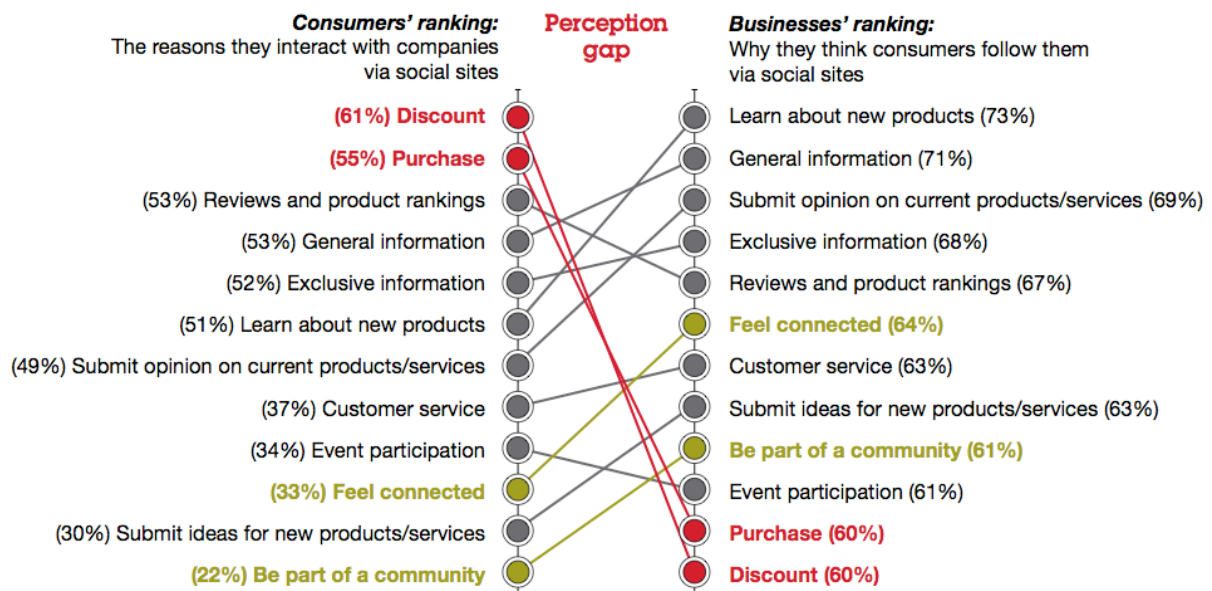 Consumers' ranking:
The reasons they interact with companies
via social sites
Perception
gap
Businesses' ranking:
Why they think consumers follow them
via social sites
(61%) Discount
(55%) Purchase
(53%) Reviews and product rankings
(53%) General information
(52%) Exclusive information
(51%) Learn about new products
(49%) Submit opinion on current products/services
(37%) Customer service
(34%) Event participation
(33%) Feel connected
(30%) Submit ideas for new products/services
(22%) Be part of a community
Learn about new products (73%)
General information (71%)
Submit opinion on current products/services (69%)
Exclusive information (68%)
Reviews and product rankings (67%)
Feel connected (64%)
Customer service (63%)
Submit ideas for new products/services (63%)
Be part of a community (61%)
Event participation (61%)
Purchase (60%)
Discount (60%)